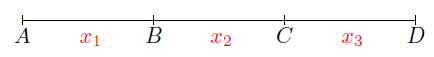 A x₁ B x₂ C x₃ D